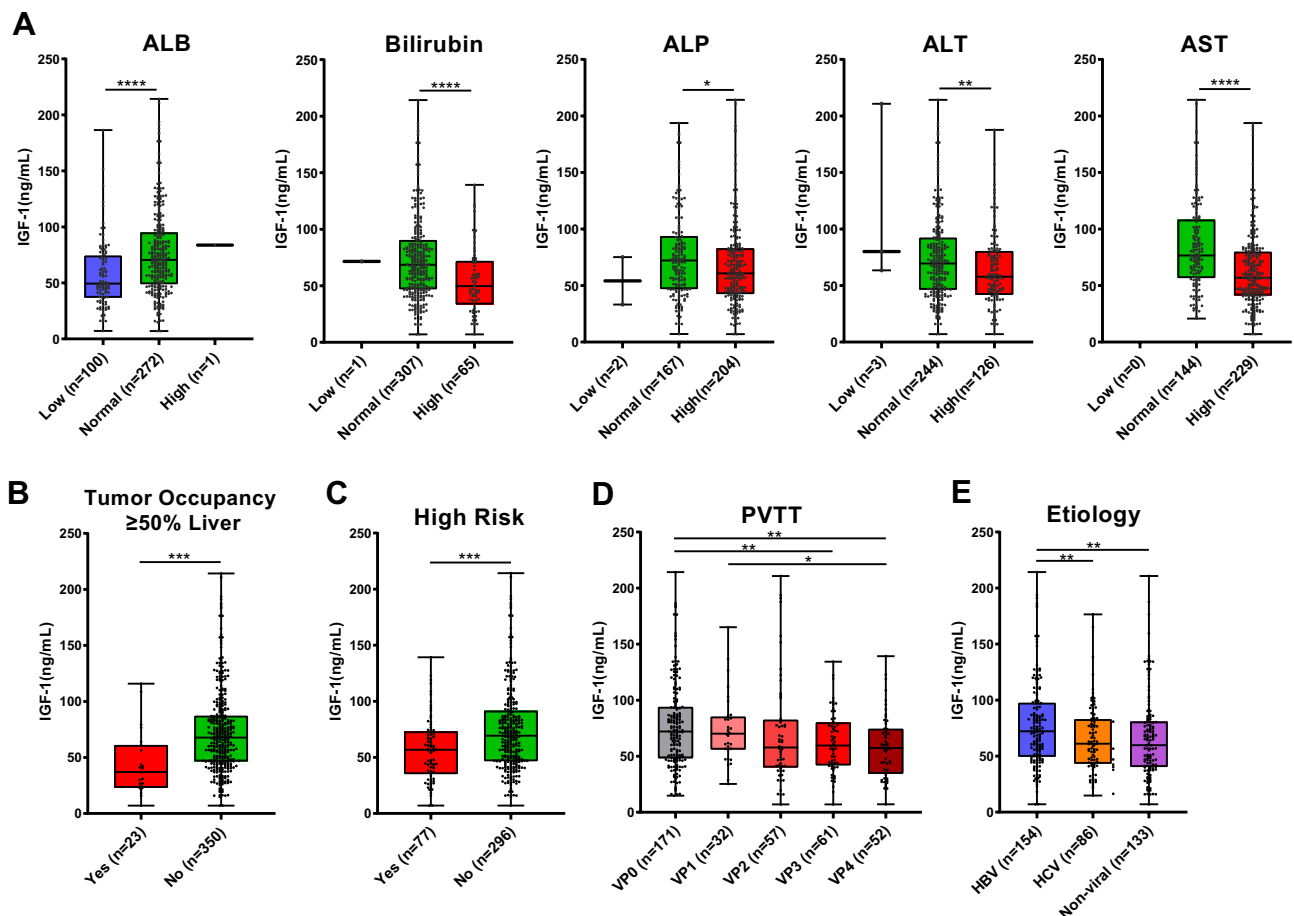 A
ALB
Bilirubin
ALP
ALT
AST
IGF-1(ng/mL)
250
200
150
100
50
0
****
Low (n=100)
Normal (n=272)
High (n=1)
IGF-1(ng/mL)
250
200
150
100
50
0
****
Low (n=1)
Normal (n=307)
High (n=65)
IGF-1(ng/mL)
250
200
150
100
50
0
*
Low (n=2)
Normal (n=167)
High(n=204)
IGF-1(ng/mL)
250
200
150
100
50
0
**
Low (n=3)
Normal (n=244)
High(n=126)
IGF-1(ng/mL)
250
200
150
100
50
0
****
Low (n=0)
Normal (n=144)
High (n=229)
B
Tumor Occupancy
≥50% Liver
IGF-1(ng/mL)
250
200
150
100
50
0
***
Yes (n=23)
No (n=350)
C
High Risk
IGF-1(ng/mL)
250
200
150
100
50
0
***
Yes (n=77)
No (n=296)
D
PVTT
IGF-1(ng/mL)
250
200
150
100
50
0
**
**
*
VP0 (n=171)
VP1 (n=32)
VP2 (n=57)
VP3 (n=61)
VP4 (n=52)
E
Etiology
IGF-1(ng/mL)
250
200
150
100
50
0
**
**
HBV (n=154)
HCV (n=86)
Non-viral (n=133)